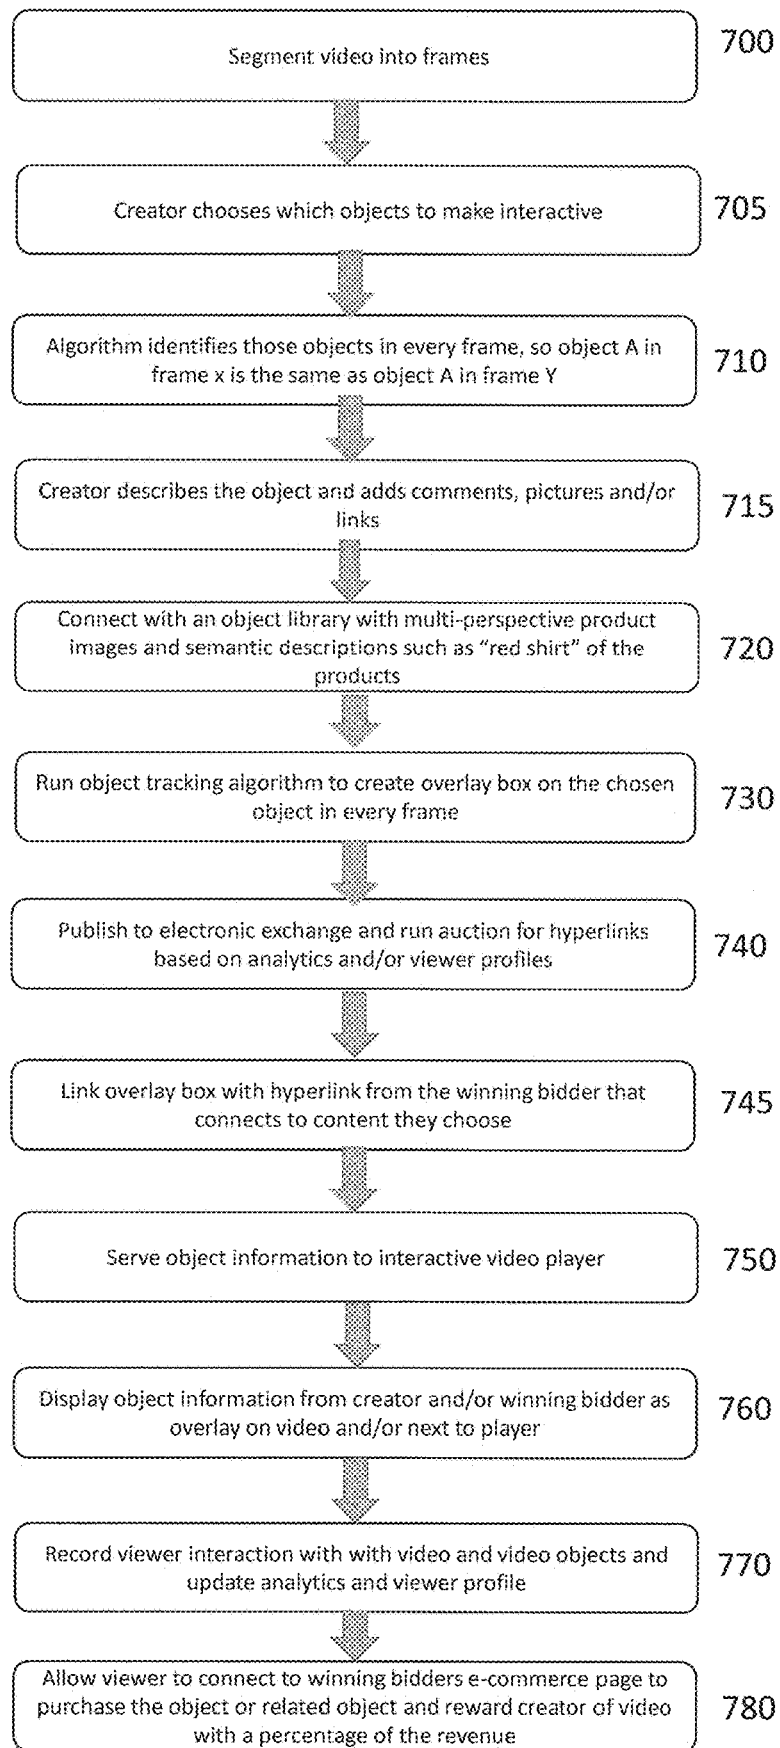 Segment video into frames
700
Creator chooses which objects to make interactive
705
Algorithm identifies those objects in every frame, so object A in
frame x is the same as object A in frame Y
710
Creator describes the object and adds comments, pictures and/or
links
715
Connect with an object library with multi-perspective product
images and semantic descriptions such as “red shirt” of the
products
720
Run object tracking algorithm to create overlay box on the chosen
object in every frame
730
Publish to electronic exchange and run auction for hyperlinks
based on analytics and/or viewer profiles
740
Link overlay box with hyperlink from the winning bidder that
connects to content they choose
745
Serve object information to interactive video player
750
Display object information from creator and/or winning bidder as
overlay on video and/or next to player
760
Record viewer interaction with with video and video objects and
update analytics and viewer profile
770
Allow viewer to connect to winning bidders e-commerce page to
purchase the object or related object and reward creator of video
with a percentage of the revenue
780